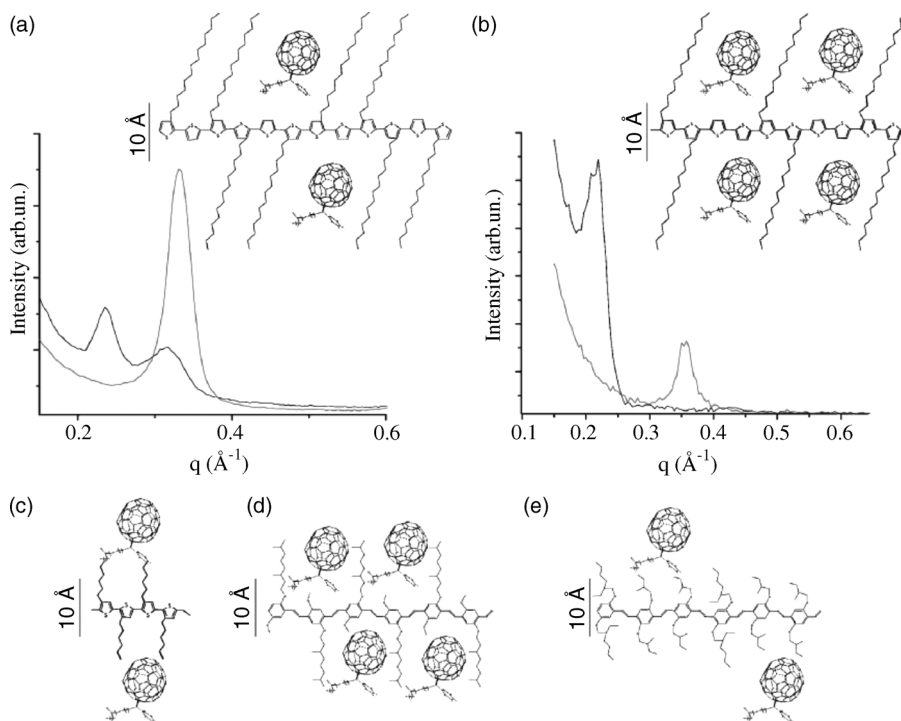 (a)
10 Å
Intensity (arb.un.)
0.2 0.4 0.6
q (Å⁻¹)
(b)
10 Å
Intensity (arb.un.)
0.1 0.2 0.3 0.4 0.5 0.6
q (Å⁻¹)
(c)
10 Å
(d)
10 Å
(e)
10 Å